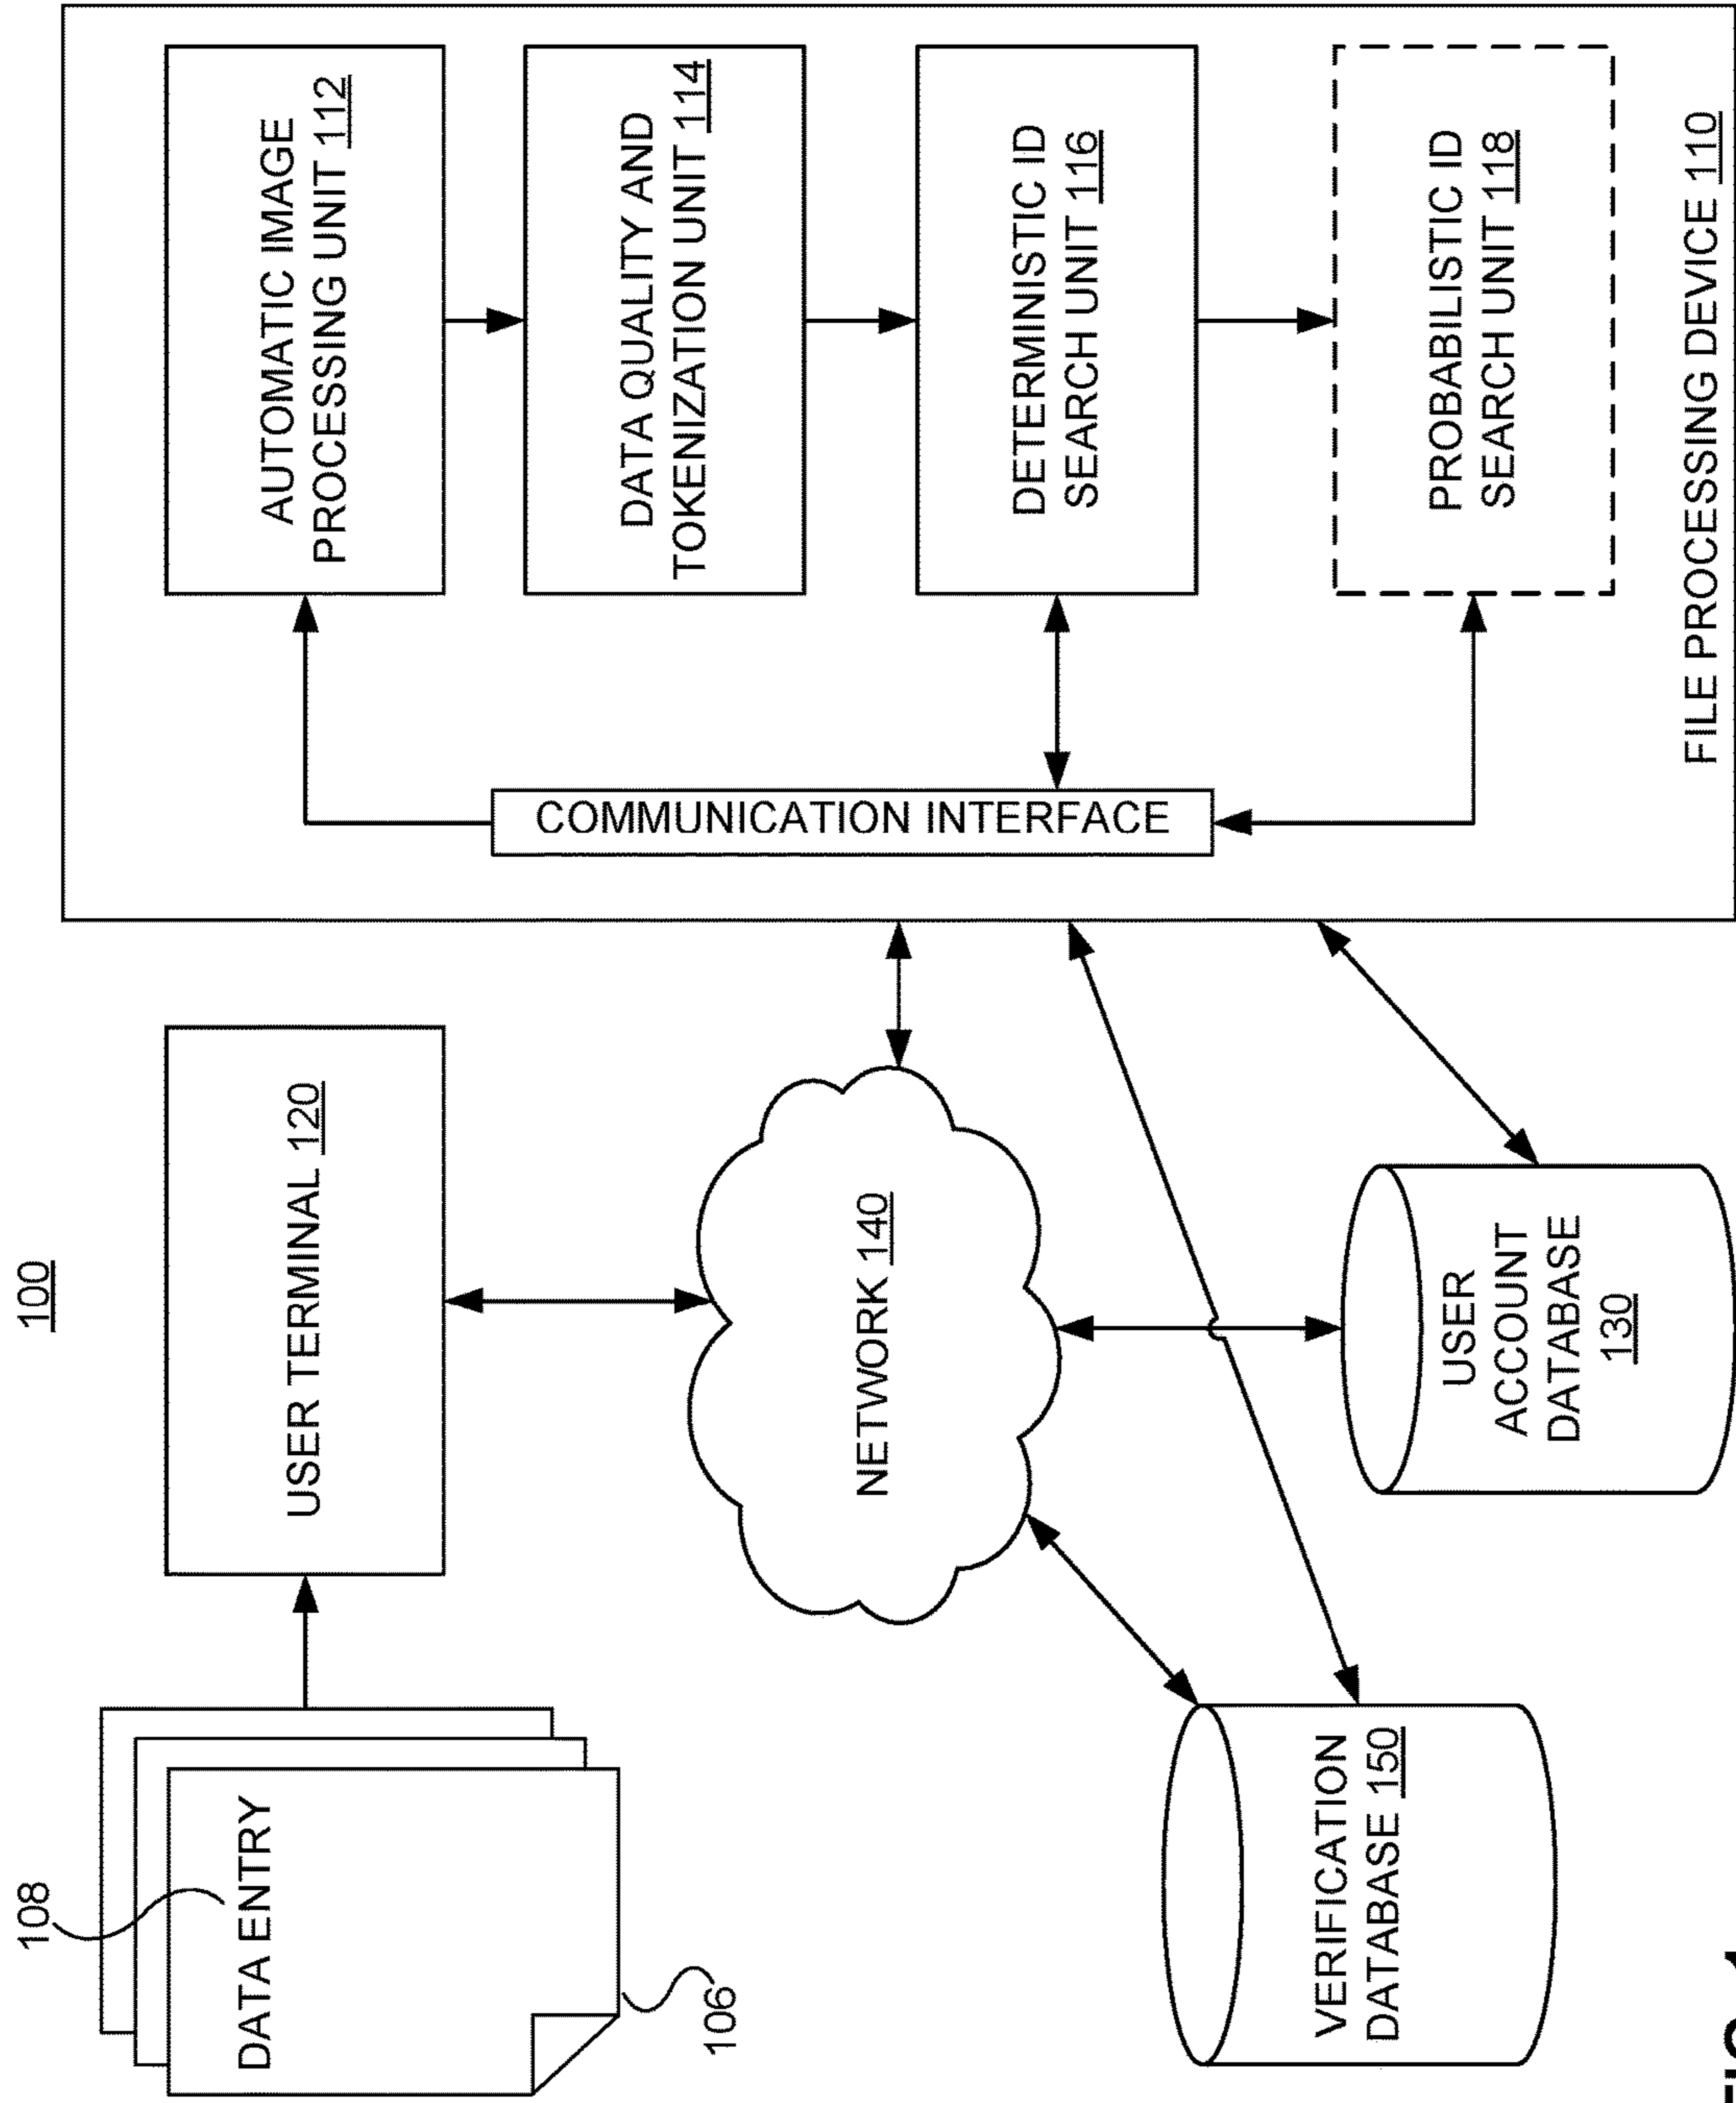 100
108
DATA ENTRY
106
USER TERMINAL 120
NETWORK 140
VERIFICATION
DATABASE 150
USER
ACCOUNT
DATABASE
130
COMMUNICATION INTERFACE
AUTOMATIC IMAGE
PROCESSING UNIT 112
DATA QUALITY AND
TOKENIZATION UNIT 114
DETERMINISTIC ID
SEARCH UNIT 116
PROBABILISTIC ID
SEARCH UNIT 118
FILE PROCESSING DEVICE 110